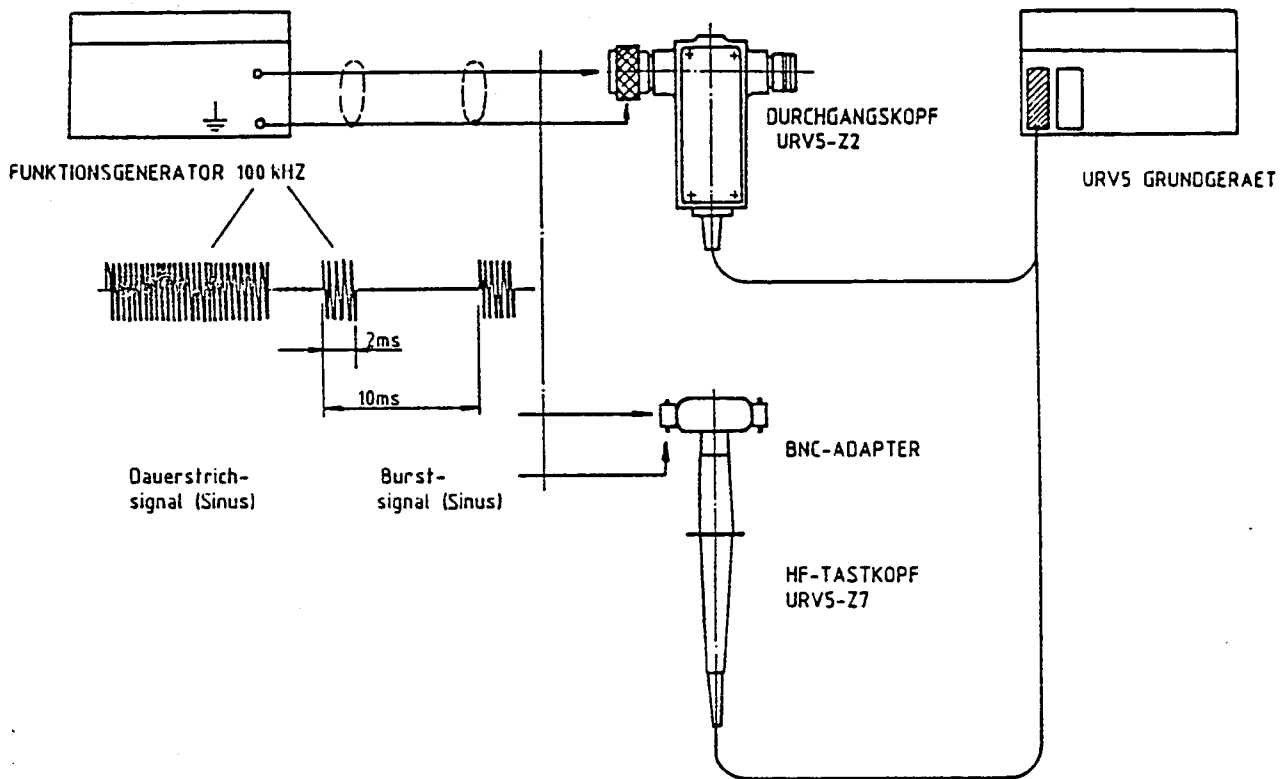 DURCHGANGSKOPF
URV5-Z2
FUNKTIONSGENERATOR 100 kHZ
URV5 GRUNDGERAET
2ms
10ms
BNC-ADAPTER
Dauerstrich-
signal (Sinus)
Burst-
signal (Sinus)
HF-TASTKOPF
URV5-Z7